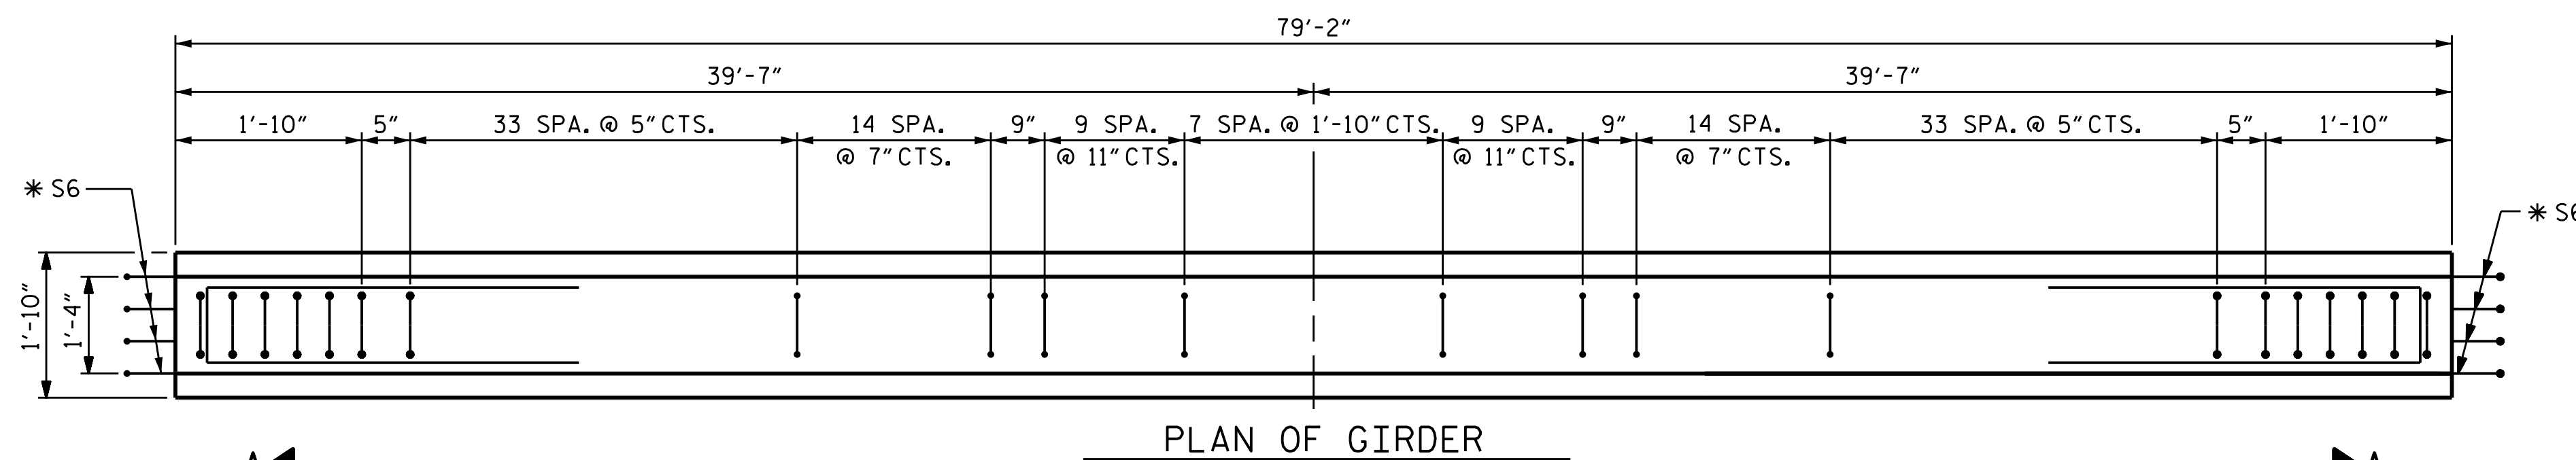 79'-2"
39'-7" 39'-7"
1'-10" 5" 33 SPA. @ 5" CTS. 14 SPA. 9" 9 SPA. 7 SPA. @ 1'-10" CTS. 9 SPA. 9" 14 SPA. 33 SPA. @ 5" CTS. 5" 1'-10"
@ 7" CTS. @ 11" CTS. @ 11" CTS. @ 7" CTS.
* S6
* S6
1'-10"
1'-4"
PLAN OF GIRDER